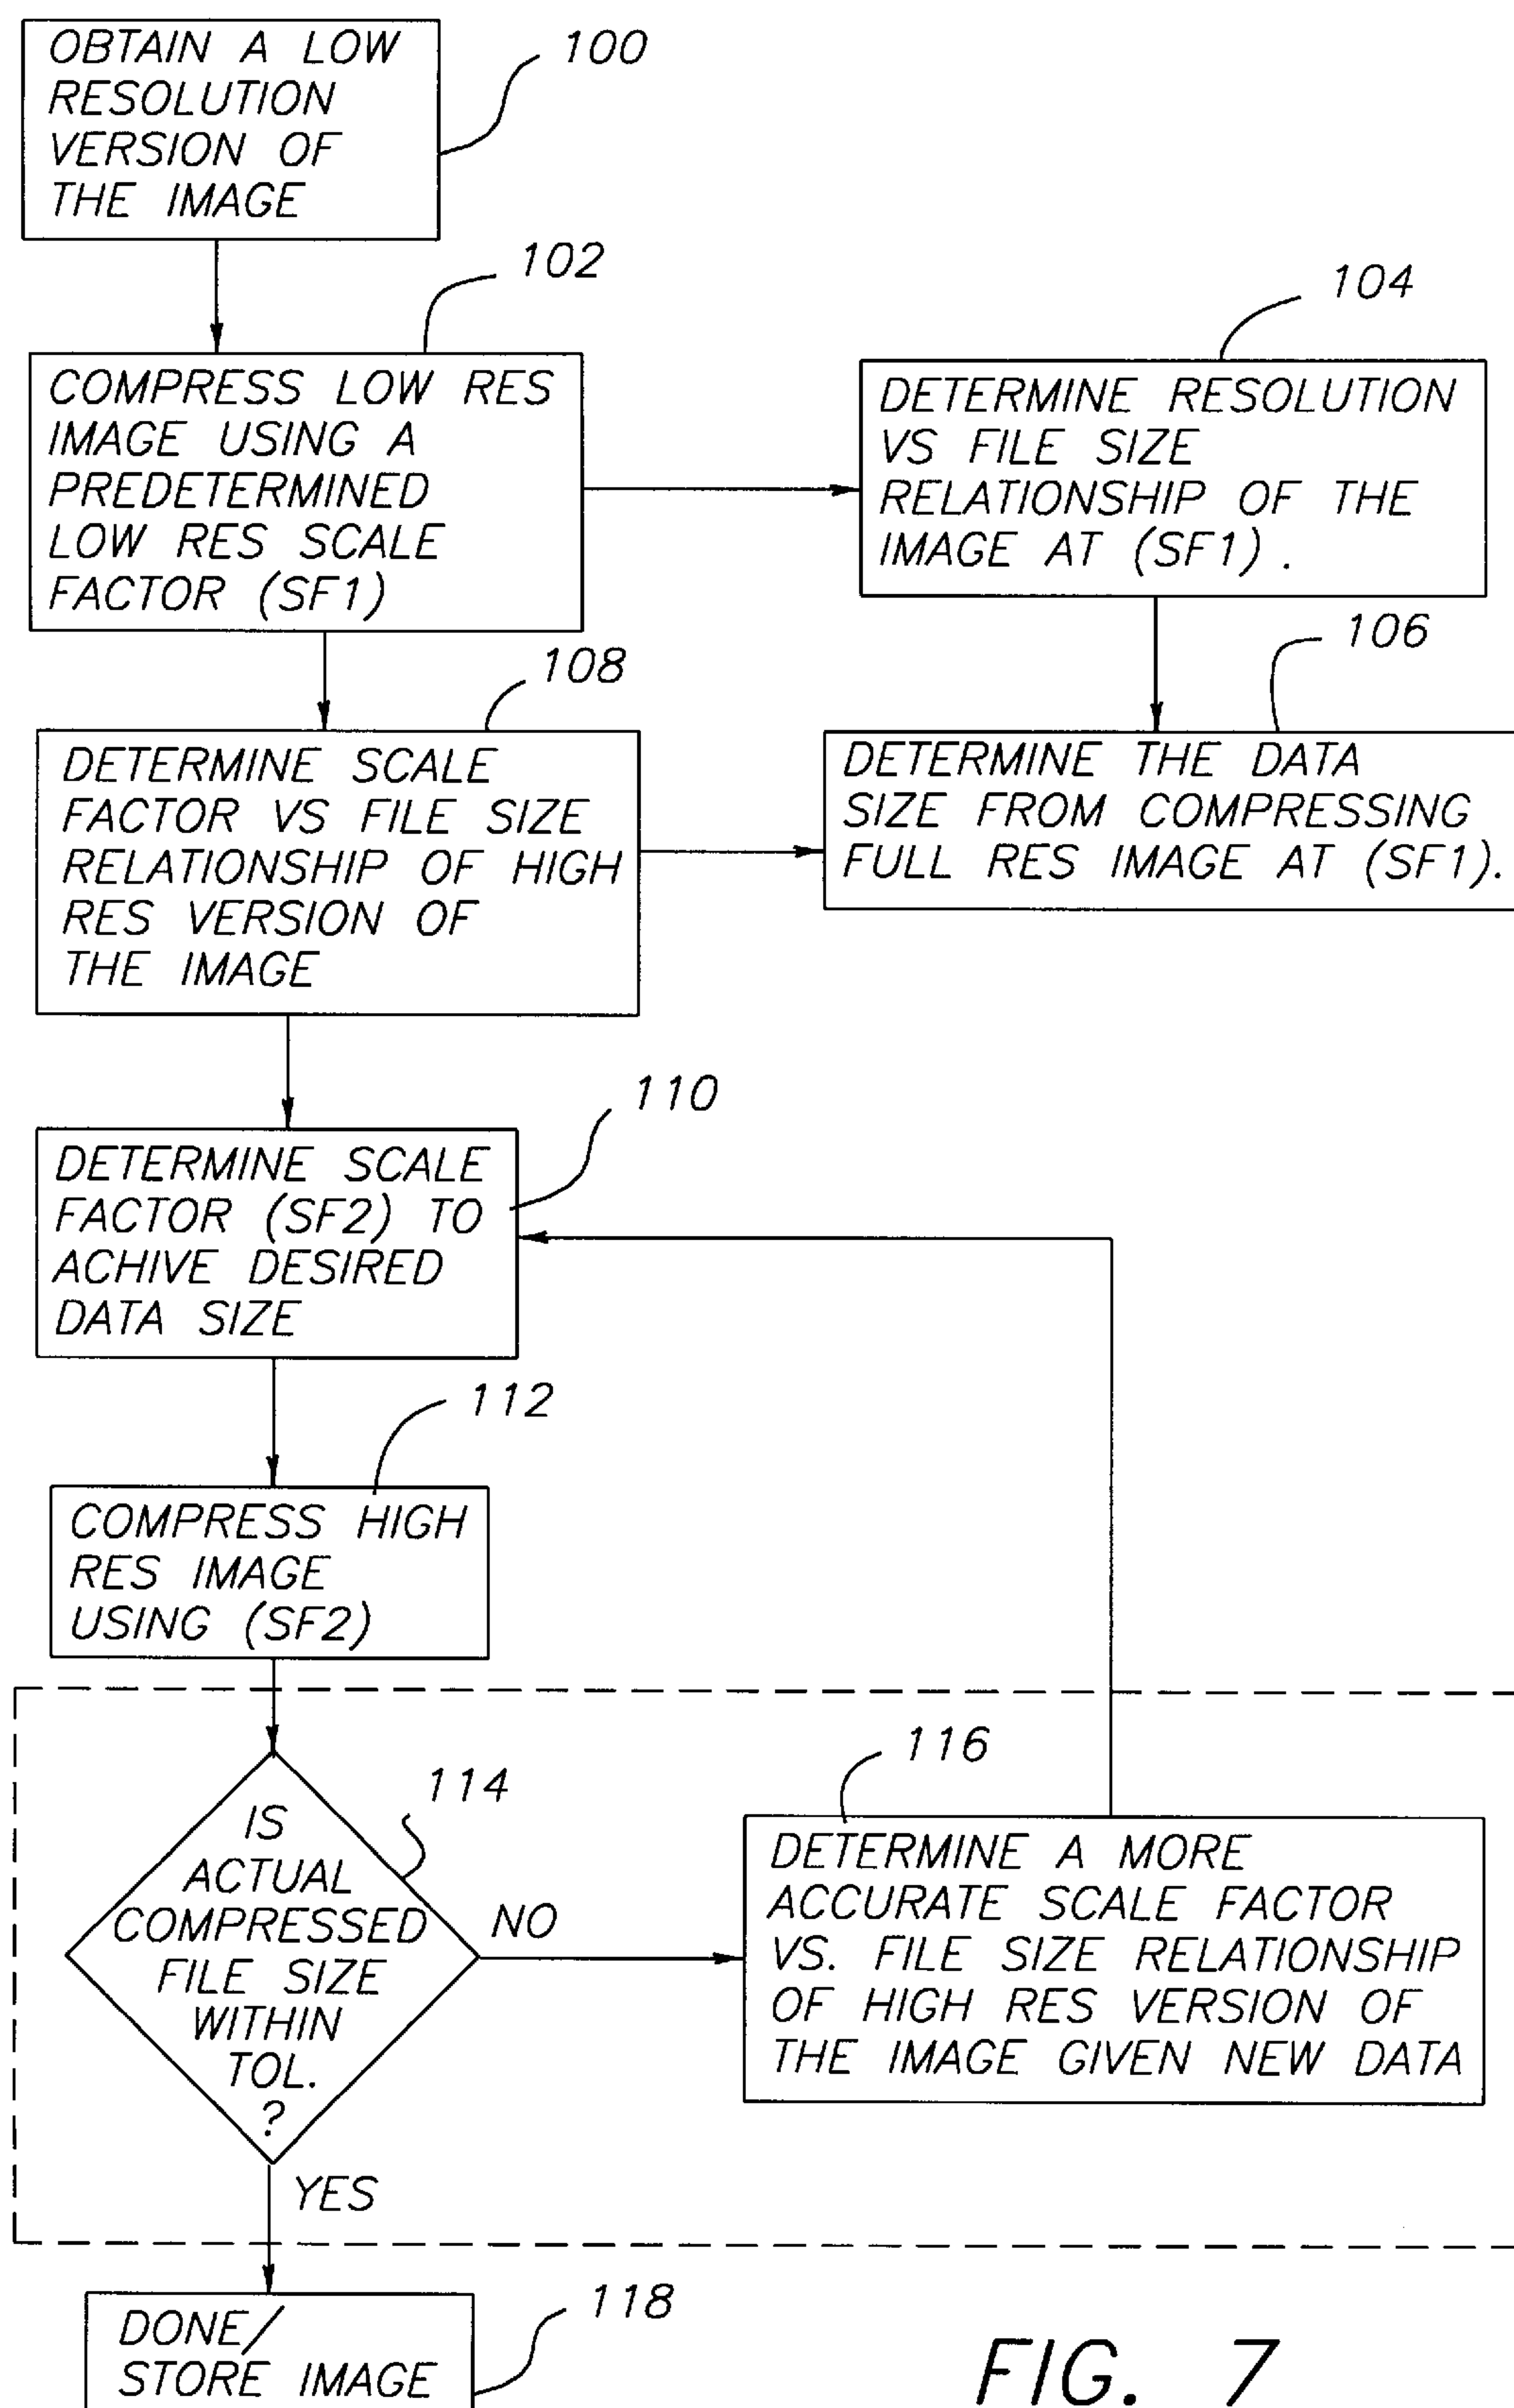 OBTAIN A LOW
RESOLUTION
VERSION OF
THE IMAGE
100
102
COMPRESS LOW RES
IMAGE USING A
PREDETERMINED
LOW RES SCALE
FACTOR (SF1)
104
DETERMINE RESOLUTION
VS FILE SIZE
RELATIONSHIP OF THE
IMAGE AT (SF1) .
106
DETERMINE THE DATA
SIZE FROM COMPRESSING
FULL RES IMAGE AT (SF1).
108
DETERMINE SCALE
FACTOR VS FILE SIZE
RELATIONSHIP OF HIGH
RES VERSION OF
THE IMAGE
110
DETERMINE SCALE
FACTOR (SF2) TO
ACHIVE DESIRED
DATA SIZE
112
COMPRESS HIGH
RES IMAGE
USING (SF2)
114
IS
ACTUAL
COMPRESSED
FILE SIZE
WITHIN
TOL.
?
NO
116
DETERMINE A MORE
ACCURATE SCALE FACTOR
VS. FILE SIZE RELATIONSHIP
OF HIGH RES VERSION OF
THE IMAGE GIVEN NEW DATA
YES
118
DONE/
STORE IMAGE
FIG. 7